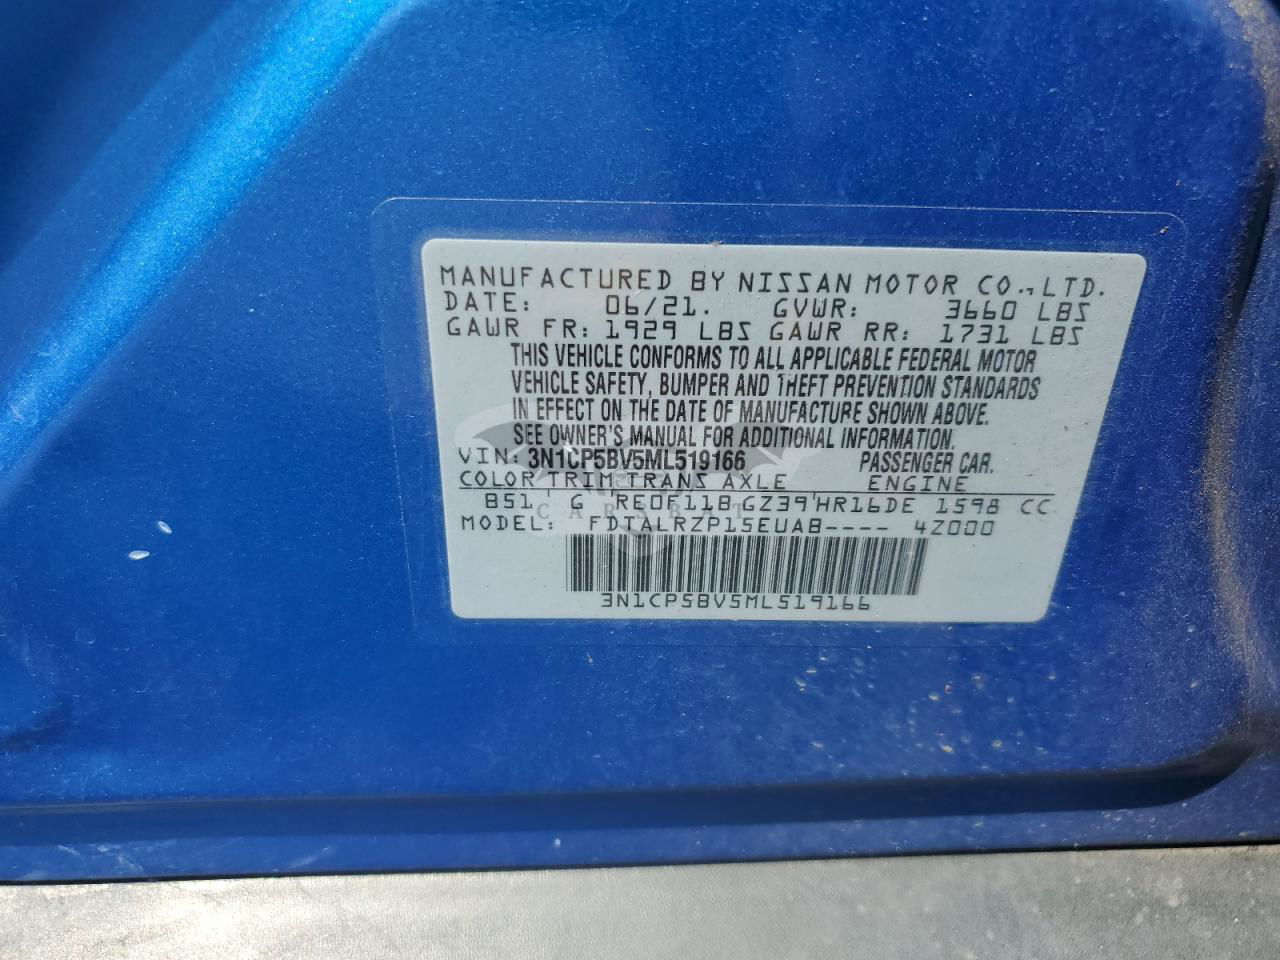 MANUFACTURED BY NISSAN MOTOR CO., LTD.
DATE: 06/21. GVWR: 3660 LBS
GAWR FR: 1929 LBS GAWR RR: 1731 LBS
THIS VEHICLE CONFORMS TO ALL APPLICABLE FEDERAL MOTOR
VEHICLE SAFETY, BUMPER AND THEFT PREVENTION STANDARDS
IN EFFECT ON THE DATE OF MANUFACTURE SHOWN ABOVE.
SEE OWNER'S MANUAL FOR ADDITIONAL INFORMATION.
VIN: 3N1CP5BV5ML519166 PASSENGER CAR.
COLOR TRIM TRANS AXLE ENGINE
B51 ' G 'RE0F11B GZ39'HR16DE 1598 CC
CARSBAT
MODEL: FDTALRZP15EUAB---- 4Z000
3N1CP5BV5ML519166